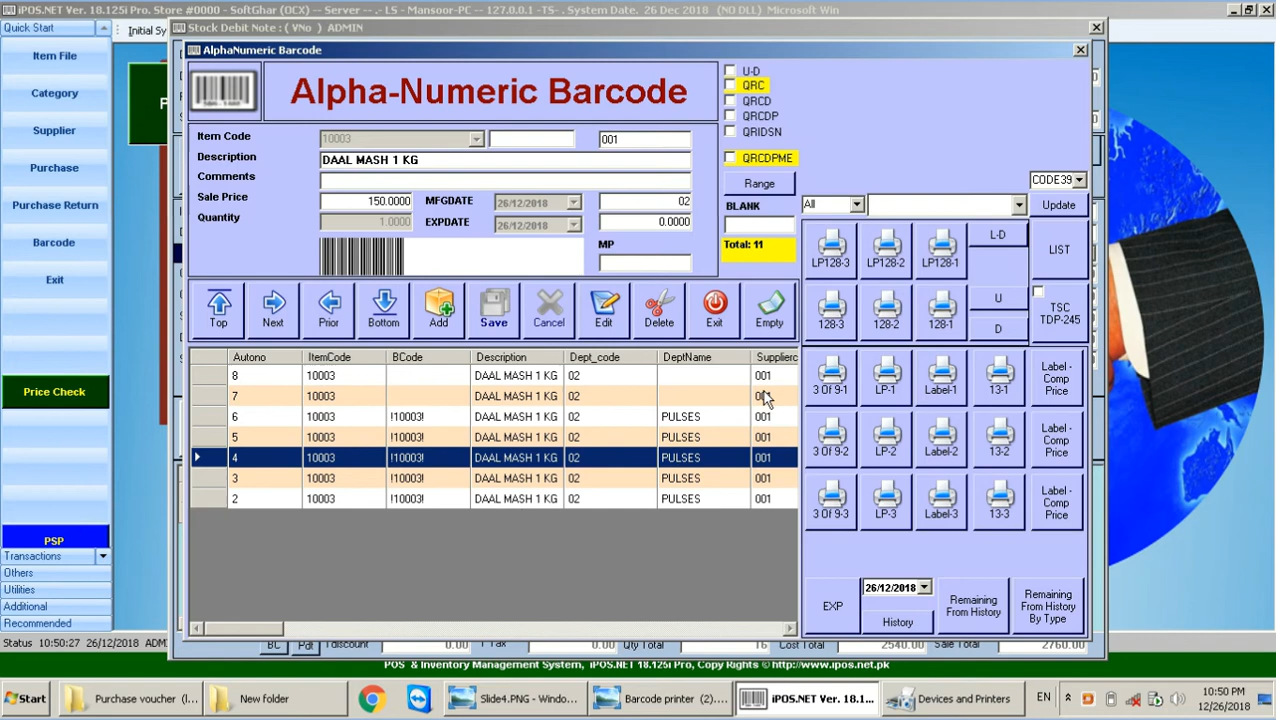 iPOS.NET Ver. 18.125i Pro. Store #0000 - SoftGhar (OCX) -- Server -- - LS - Mansoor-PC - 127.0.0.1 -TS- . System Date. 26 Dec 2018 (NO DLL) Microsoft Win
Quick Start
Initial Sy
Stock Debit Note : ( VNo ) ADMIN
AlphaNumeric Barcode
Item File
Category
Supplier
Purchase
Purchase Return
Barcode
Exit
Price Check
PSP
Transactions
Others
Utilities
Additional
Recommended
Alpha-Numeric Barcode
U-D
QRC
QRCD
QRCDP
QRIDSN
QRCDPME
Item Code
10003
001
Description
DAAL MASH 1 KG
Comments
Sale Price
150.0000
MFGDATE
26/12/2018
02
Quantity
1.0000
EXPDATE
26/12/2018
0.0000
MP
Range
BLANK
Total: 11
CODE39
All
Update
LP128-3
LP128-2
LP128-1
L-D
LIST
128-3
128-2
128-1
U
D
TSC
TDP-245
Top
Next
Prior
Bottom
Add
Save
Cancel
Edit
Delete
Exit
Empty
Autono ItemCode BCode Description Dept_code DeptName Supplierc
8 10003 DAAL MASH 1 KG 02 001
7 10003 DAAL MASH 1 KG 02
6 10003 !10003! DAAL MASH 1 KG 02 PULSES 001
5 10003 !10003! DAAL MASH 1 KG 02 PULSES 001
4 10003 !10003! DAAL MASH 1 KG 02 PULSES 001
3 10003 !10003! DAAL MASH 1 KG 02 PULSES 001
2 10003 !10003! DAAL MASH 1 KG 02 PULSES 001
3 Of 9-1
LP-1
Label-1
13-1
Label -
Comp
Price
3 Of 9-2
LP-2
Label-2
13-2
Label -
Comp
Price
3 Of 9-3
LP-3
Label-3
13-3
Label -
Comp
Price
EXP
26/12/2018
History
Remaining
From History
Remaining
From History
By Type
Status 10:50:27 26/12/2018 ADM
BC
Pdt
0.00
0.00
Qty Total
16
Cost Total
2540.00
Sale Total
2760.00
POS & Inventory Management System, iPOS.NET 18.125i Pro, Copy Rights © http://www.ipos.net.pk
Start
Purchase voucher (l...
New folder
Slide4.PNG - Windo...
Barcode printer (2)....
iPOS.NET Ver. 18.1...
Devices and Printers
EN
10:50 PM
12/26/2018